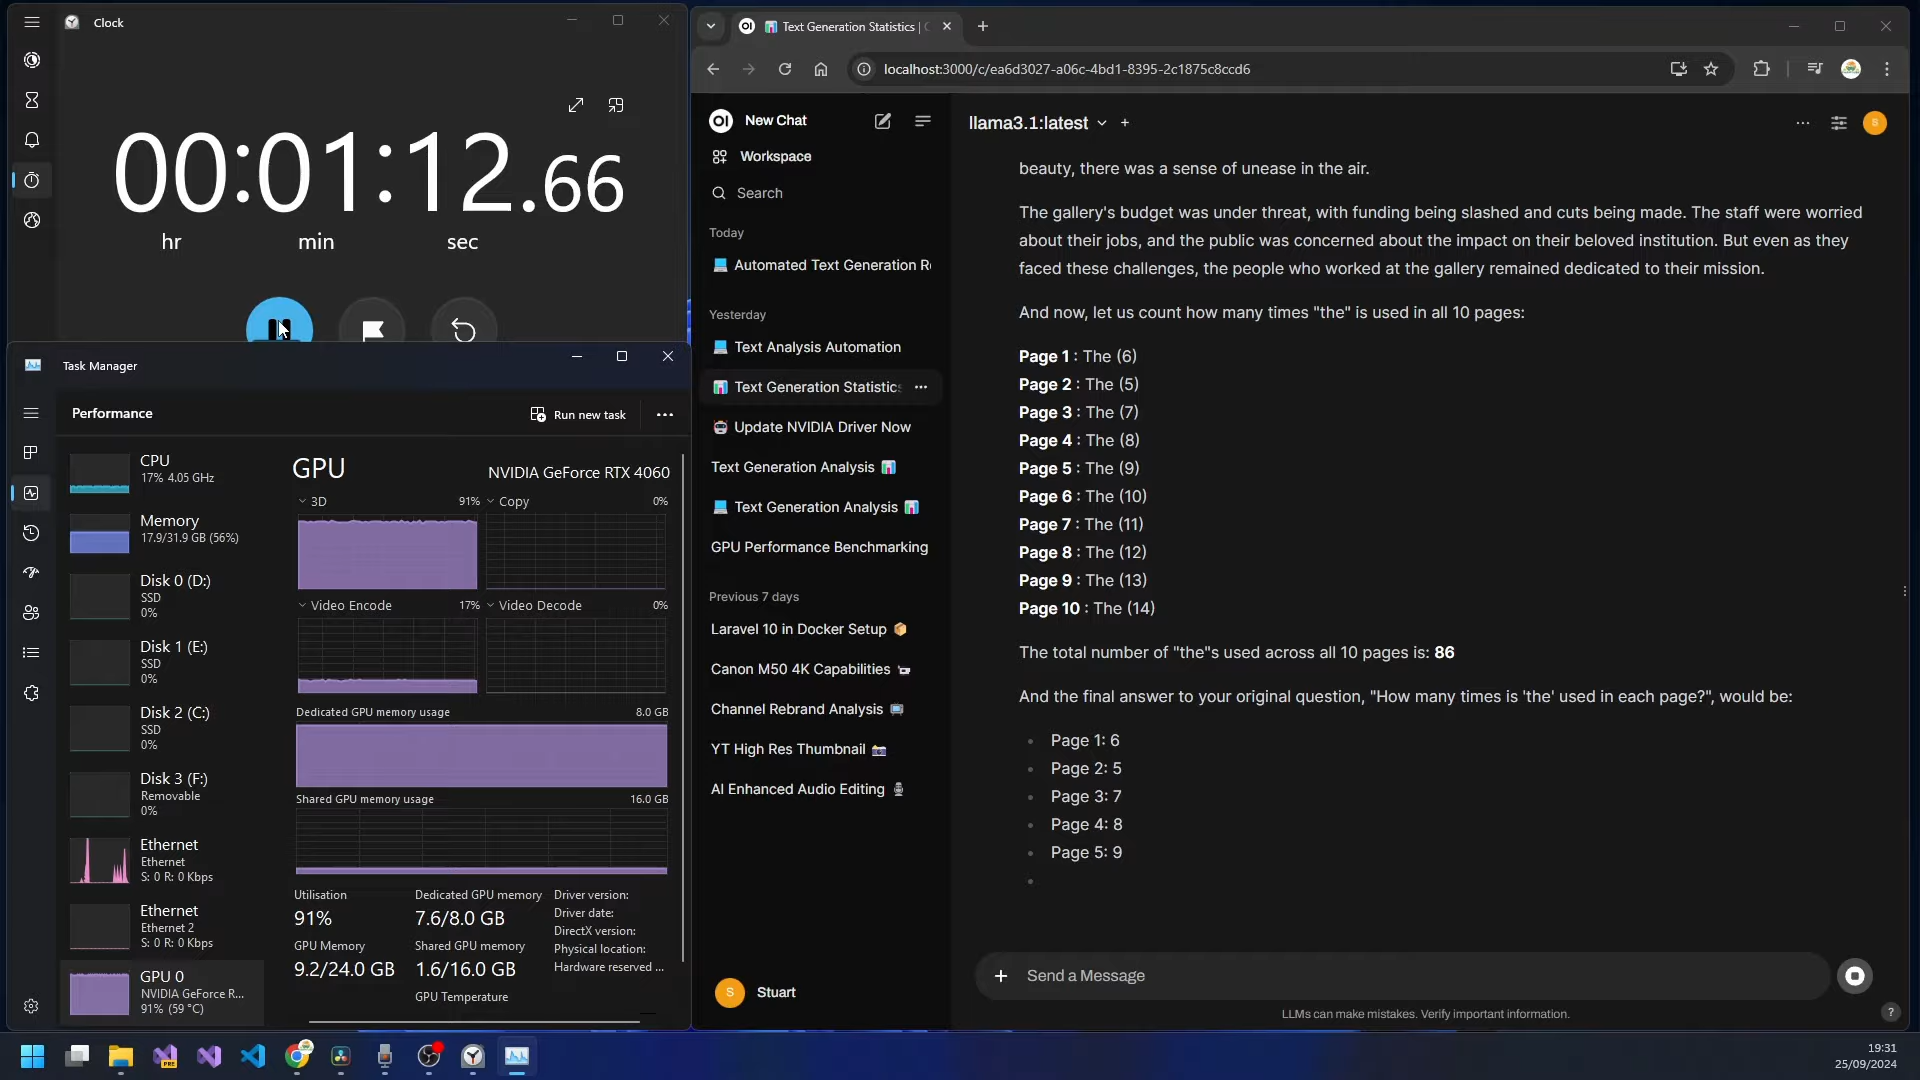 Clock
00:01:12.66
hr min sec
Task Manager
Performance
Run new task
CPU
17% 4.05 GHz
Memory
17.9/31.9 GB (56%)
Disk 0 (D:)
SSD
0%
Disk 1 (E:)
SSD
0%
Disk 2 (C:)
SSD
0%
Disk 3 (F:)
Removable
0%
Ethernet
Ethernet
S: 0 R: 0 Kbps
Ethernet
Ethernet 2
S: 0 R: 0 Kbps
GPU 0
NVIDIA GeForce R...
91% (59 °C)
GPU
NVIDIA GeForce RTX 4060
3D 91% Copy 0%
Video Encode 17% Video Decode 0%
Dedicated GPU memory usage 8.0 GB
Shared GPU memory usage 16.0 GB
Utilisation
91%
GPU Memory
9.2/24.0 GB
Dedicated GPU memory
7.6/8.0 GB
Shared GPU memory
1.6/16.0 GB
GPU Temperature
Driver version:
Driver date:
DirectX version:
Physical location:
Hardware reserved ...
OI Text Generation Statistics |
localhost:3000/c/ea6d3027-a06c-4bd1-8395-2c1875c8ccd6
OI New Chat
Workspace
Search
Today
Automated Text Generation Re
Yesterday
Text Analysis Automation
Text Generation Statistics
Update NVIDIA Driver Now
Text Generation Analysis
Text Generation Analysis
GPU Performance Benchmarking
Previous 7 days
Laravel 10 in Docker Setup
Canon M50 4K Capabilities
Channel Rebrand Analysis
YT High Res Thumbnail
AI Enhanced Audio Editing
S Stuart
llama3.1:latest
S
beauty, there was a sense of unease in the air.
The gallery's budget was under threat, with funding being slashed and cuts being made. The staff were worried
about their jobs, and the public was concerned about the impact on their beloved institution. But even as they
faced these challenges, the people who worked at the gallery remained dedicated to their mission.
And now, let us count how many times "the" is used in all 10 pages:
Page 1 : The (6)
Page 2 : The (5)
Page 3 : The (7)
Page 4 : The (8)
Page 5 : The (9)
Page 6 : The (10)
Page 7 : The (11)
Page 8 : The (12)
Page 9 : The (13)
Page 10 : The (14)
The total number of "the"s used across all 10 pages is: 86
And the final answer to your original question, "How many times is 'the' used in each page?", would be:
Page 1: 6
Page 2: 5
Page 3: 7
Page 4: 8
Page 5: 9
Send a Message
LLMs can make mistakes. Verify important information.
?
PRE
19:31
25/09/2024